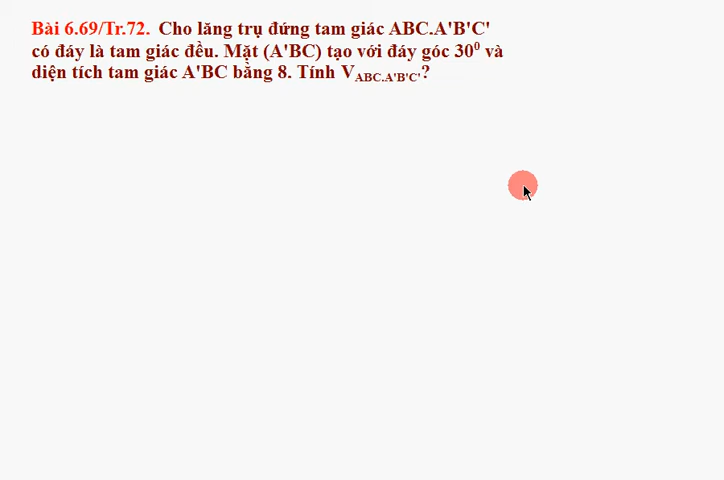 Bài 6.69/Tr.72. Cho lăng trụ đứng tam giác ABC.A'B'C'
có đáy là tam giác đều. Mặt (A'BC) tạo với đáy góc 30⁰ và
diện tích tam giác A'BC bằng 8. Tính V_ABC.A'B'C'?